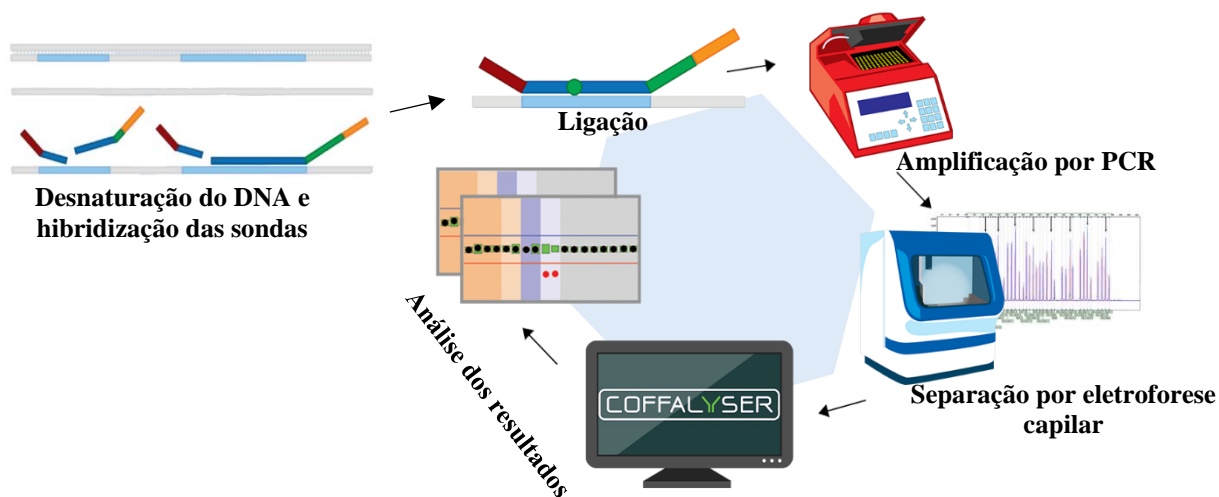 Desnaturação do DNA e
hibridização das sondas
Ligação
Amplificação por PCR
Separação por eletroforese
capilar
COFFALYSER
Análise dos resultados